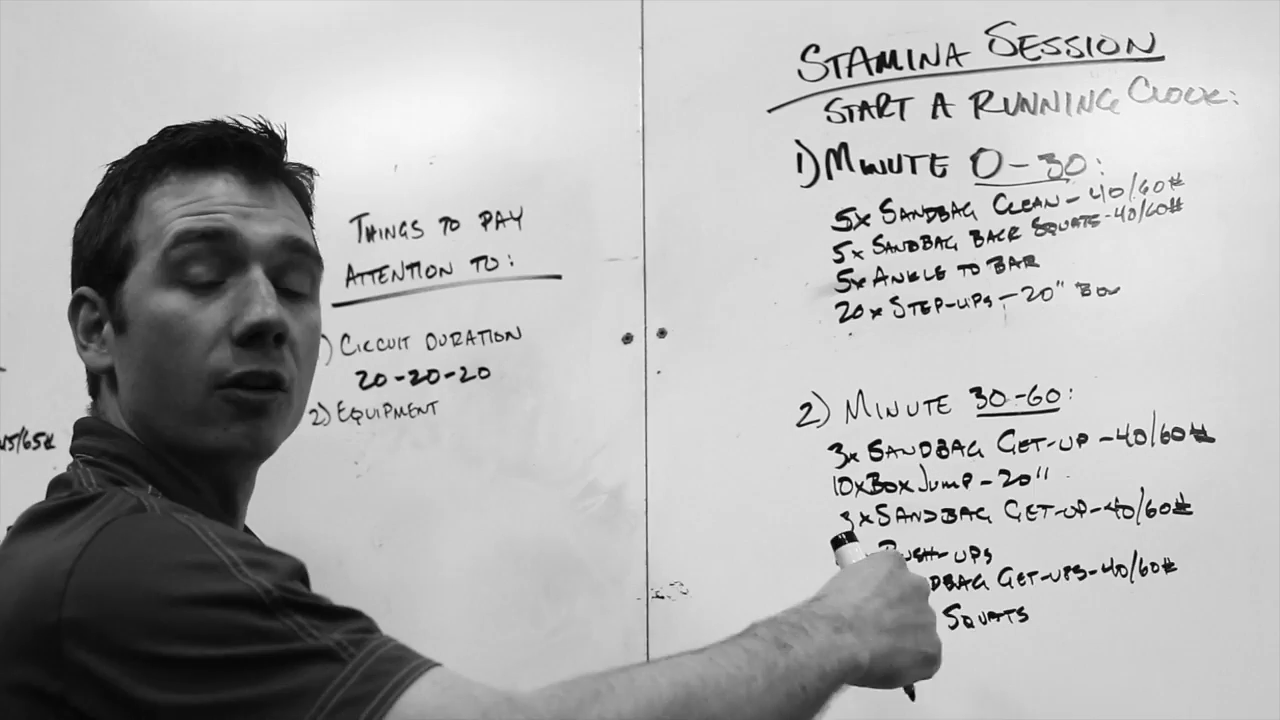 THINGS TO PAY
ATTENTION TO:
1) CIRCUIT DURATION
20-20-20
2) EQUIPMENT
45/65#
STAMINA SESSION
START A RUNNING CLOCK:
1) MINUTE 0-30:
5x SANDBAG CLEAN - 40/60#
5x SANDBAG BACK SQUATS - 40/60#
5x ANKLE TO BAR
20x STEP-UPS - 20" BOX
2) MINUTE 30-60:
3x SANDBAG GET-UP - 40/60#
10x BOX JUMP - 20"
3x SANDBAG GET-UP - 40/60#
PUSH-UPS
GET-UPS - 40/60#
SQUATS